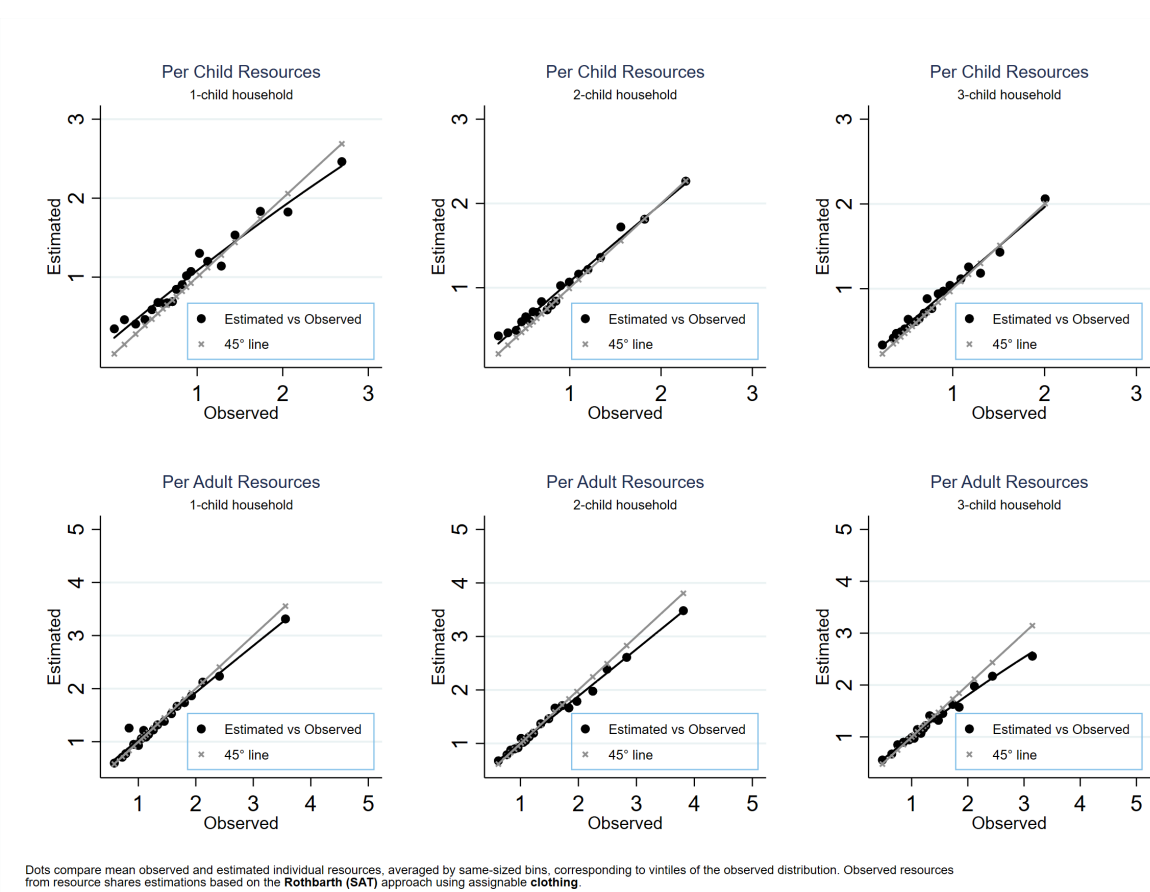 Per Child Resources
1-child household
Estimated
3
2
1
Estimated vs Observed
45° line
1 2 3
Observed
Per Child Resources
2-child household
Estimated
3
2
1
Estimated vs Observed
45° line
1 2 3
Observed
Per Child Resources
3-child household
Estimated
3
2
1
Estimated vs Observed
45° line
1 2 3
Observed
Per Adult Resources
1-child household
Estimated
5
4
3
2
1
Estimated vs Observed
45° line
1 2 3 4 5
Observed
Per Adult Resources
2-child household
Estimated
5
4
3
2
1
Estimated vs Observed
45° line
1 2 3 4 5
Observed
Per Adult Resources
3-child household
Estimated
5
4
3
2
1
Estimated vs Observed
45° line
1 2 3 4 5
Observed
Dots compare mean observed and estimated individual resources, averaged by same-sized bins, corresponding to vintiles of the observed distribution. Observed resources
from resource shares estimations based on the Rothbarth (SAT) approach using assignable clothing.